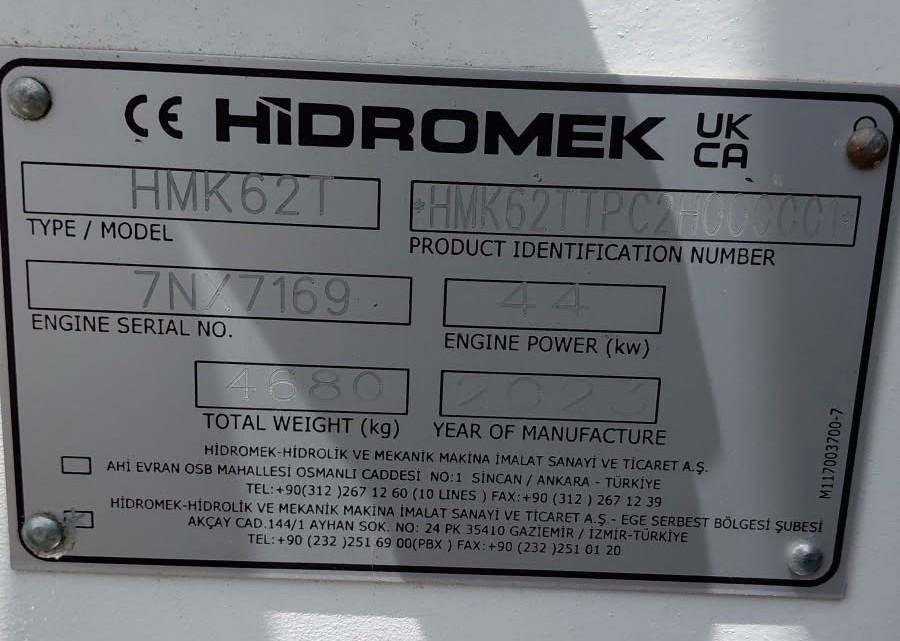 CE HİDROMEK UK CA
HMK62T
TYPE / MODEL
PRODUCT IDENTIFICATION NUMBER
7NX7169
ENGINE SERIAL NO.
44
ENGINE POWER (kw)
4680
TOTAL WEIGHT (kg)
2023
YEAR OF MANUFACTURE
HİDROMEK-HİDROLİK VE MEKANİK MAKİNA İMALAT SANAYİ VE TİCARET A.Ş.
AHİ EVRAN OSB MAHALLESİ OSMANLI CADDESİ NO:1 SİNCAN / ANKARA - TÜRKİYE
TEL:+90(312 )267 12 60 (10 LINES ) FAX:+90 (312 ) 267 12 39
HİDROMEK-HİDROLİK VE MEKANİK MAKİNA İMALAT SANAYİ VE TİCARET A.Ş.- EGE SERBEST BÖLGESİ ŞUBESİ
AKÇAY CAD.144/1 AYHAN SOK. NO: 24 PK 35410 GAZİEMİR / İZMİR-TÜRKİYE
TEL:+90 (232 )251 69 00(PBX ) FAX:+90 (232 )251 01 20
M117003700-7